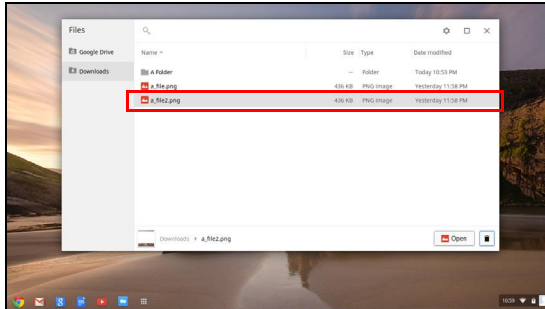 Files
Google Drive
Downloads
Name
Size Type Date modified
A Folder -- Folder Today 10:53 PM
a_file.png 436 KB PNG image Yesterday 11:58 PM
a_file2.png 436 KB PNG image Yesterday 11:58 PM
Downloads a_file2.png
Open
10:59